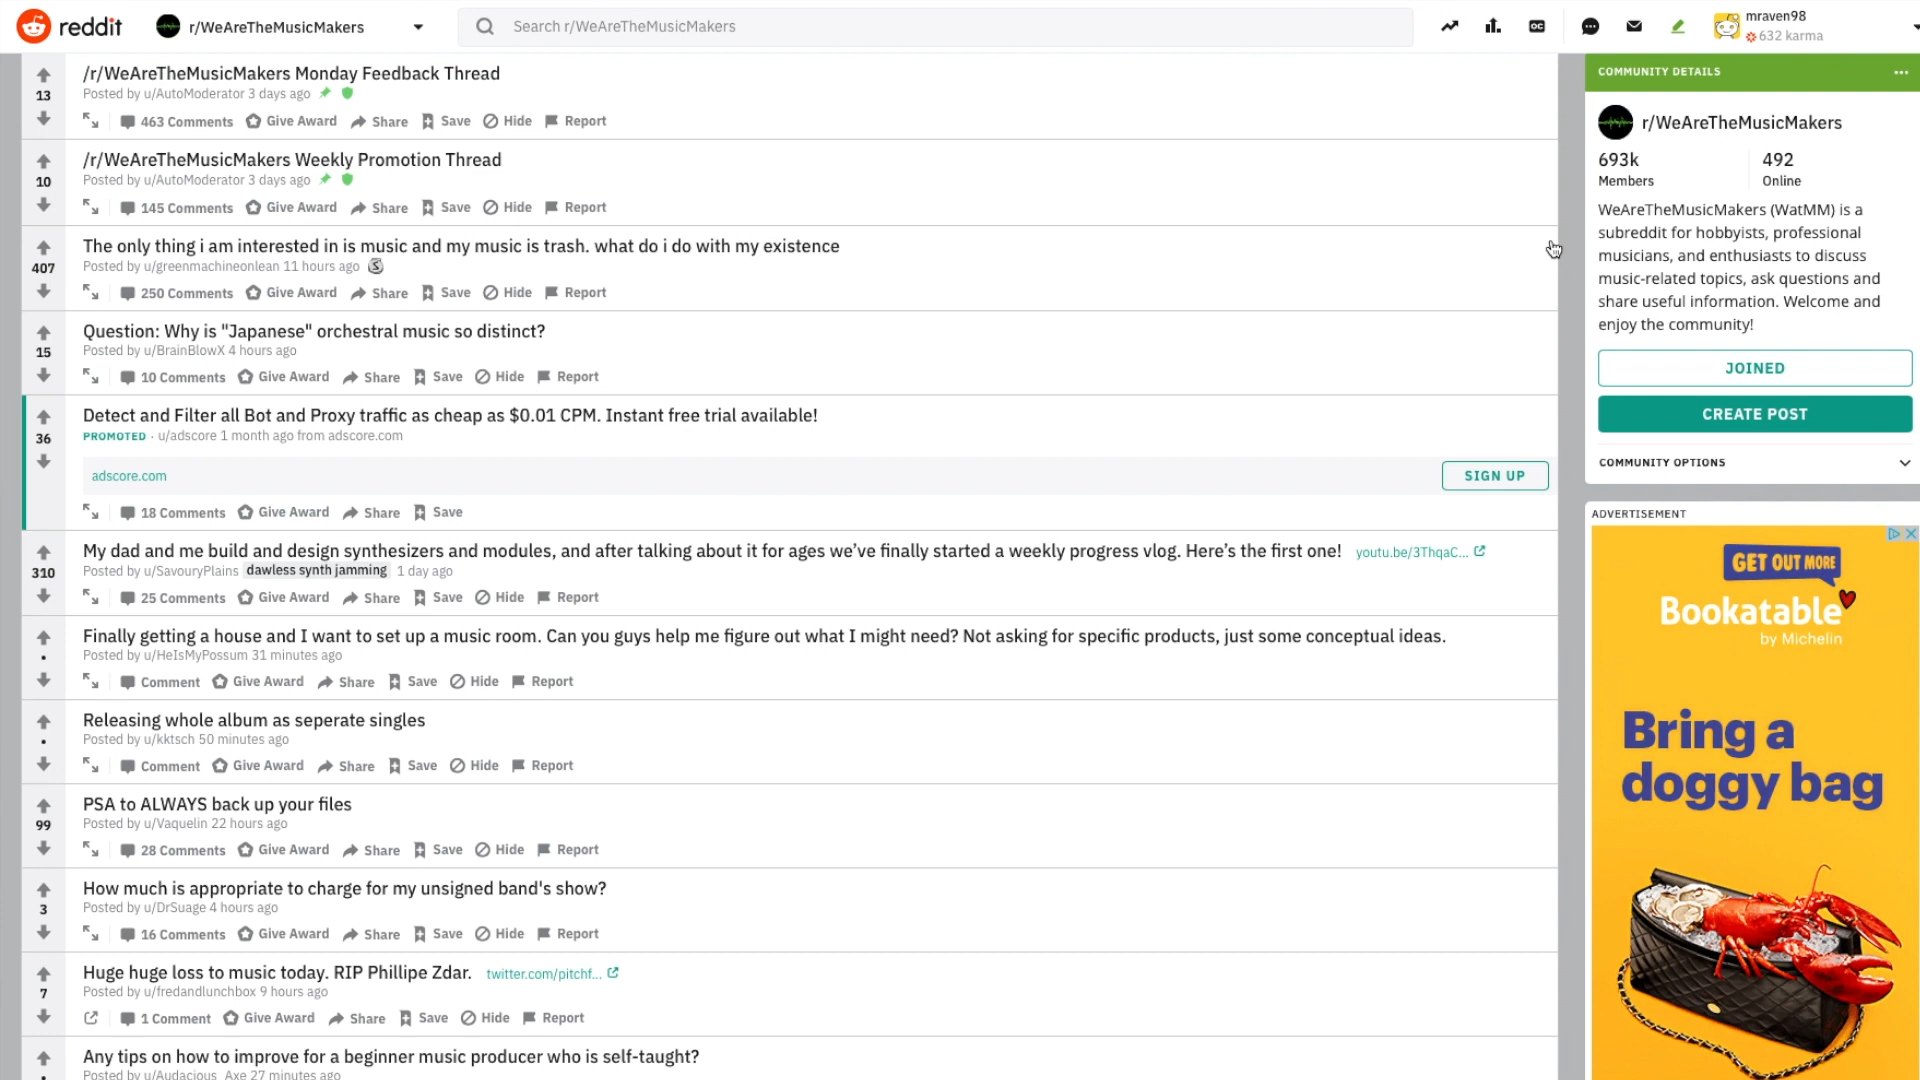 reddit r/WeAreTheMusicMakers Search r/WeAreTheMusicMakers mraven98
632 karma
/r/WeAreTheMusicMakers Monday Feedback Thread
13
Posted by u/AutoModerator 3 days ago
463 Comments Give Award Share Save Hide Report
/r/WeAreTheMusicMakers Weekly Promotion Thread
10
Posted by u/AutoModerator 3 days ago
145 Comments Give Award Share Save Hide Report
The only thing i am interested in is music and my music is trash. what do i do with my existence
407
Posted by u/greenmachineonlean 11 hours ago
250 Comments Give Award Share Save Hide Report
Question: Why is "Japanese" orchestral music so distinct?
15
Posted by u/BrainBlowX 4 hours ago
10 Comments Give Award Share Save Hide Report
Detect and Filter all Bot and Proxy traffic as cheap as $0.01 CPM. Instant free trial available!
36
PROMOTED · u/adscore 1 month ago from adscore.com
adscore.com SIGN UP
18 Comments Give Award Share Save
My dad and me build and design synthesizers and modules, and after talking about it for ages we've finally started a weekly progress vlog. Here's the first one! youtu.be/3ThqaC...
310
Posted by u/SavouryPlains dawless synth jamming 1 day ago
25 Comments Give Award Share Save Hide Report
Finally getting a house and I want to set up a music room. Can you guys help me figure out what I might need? Not asking for specific products, just some conceptual ideas.
•
Posted by u/HeIsMyPossum 31 minutes ago
Comment Give Award Share Save Hide Report
Releasing whole album as seperate singles
•
Posted by u/kktsch 50 minutes ago
Comment Give Award Share Save Hide Report
PSA to ALWAYS back up your files
99
Posted by u/Vaquelin 22 hours ago
28 Comments Give Award Share Save Hide Report
How much is appropriate to charge for my unsigned band's show?
3
Posted by u/DrSuage 4 hours ago
16 Comments Give Award Share Save Hide Report
Huge huge loss to music today. RIP Phillipe Zdar. twitter.com/pitchf...
7
Posted by u/fredandlunchbox 9 hours ago
1 Comment Give Award Share Save Hide Report
Any tips on how to improve for a beginner music producer who is self-taught?
•
Posted by u/Audacious_Axe 27 minutes ago
COMMUNITY DETAILS
r/WeAreTheMusicMakers
693k 492
Members Online
WeAreTheMusicMakers (WatMM) is a
subreddit for hobbyists, professional
musicians, and enthusiasts to discuss
music-related topics, ask questions and
share useful information. Welcome and
enjoy the community!
JOINED
CREATE POST
COMMUNITY OPTIONS
ADVERTISEMENT
GET OUT MORE
Bookatable
by Michelin
Bring a
doggy bag